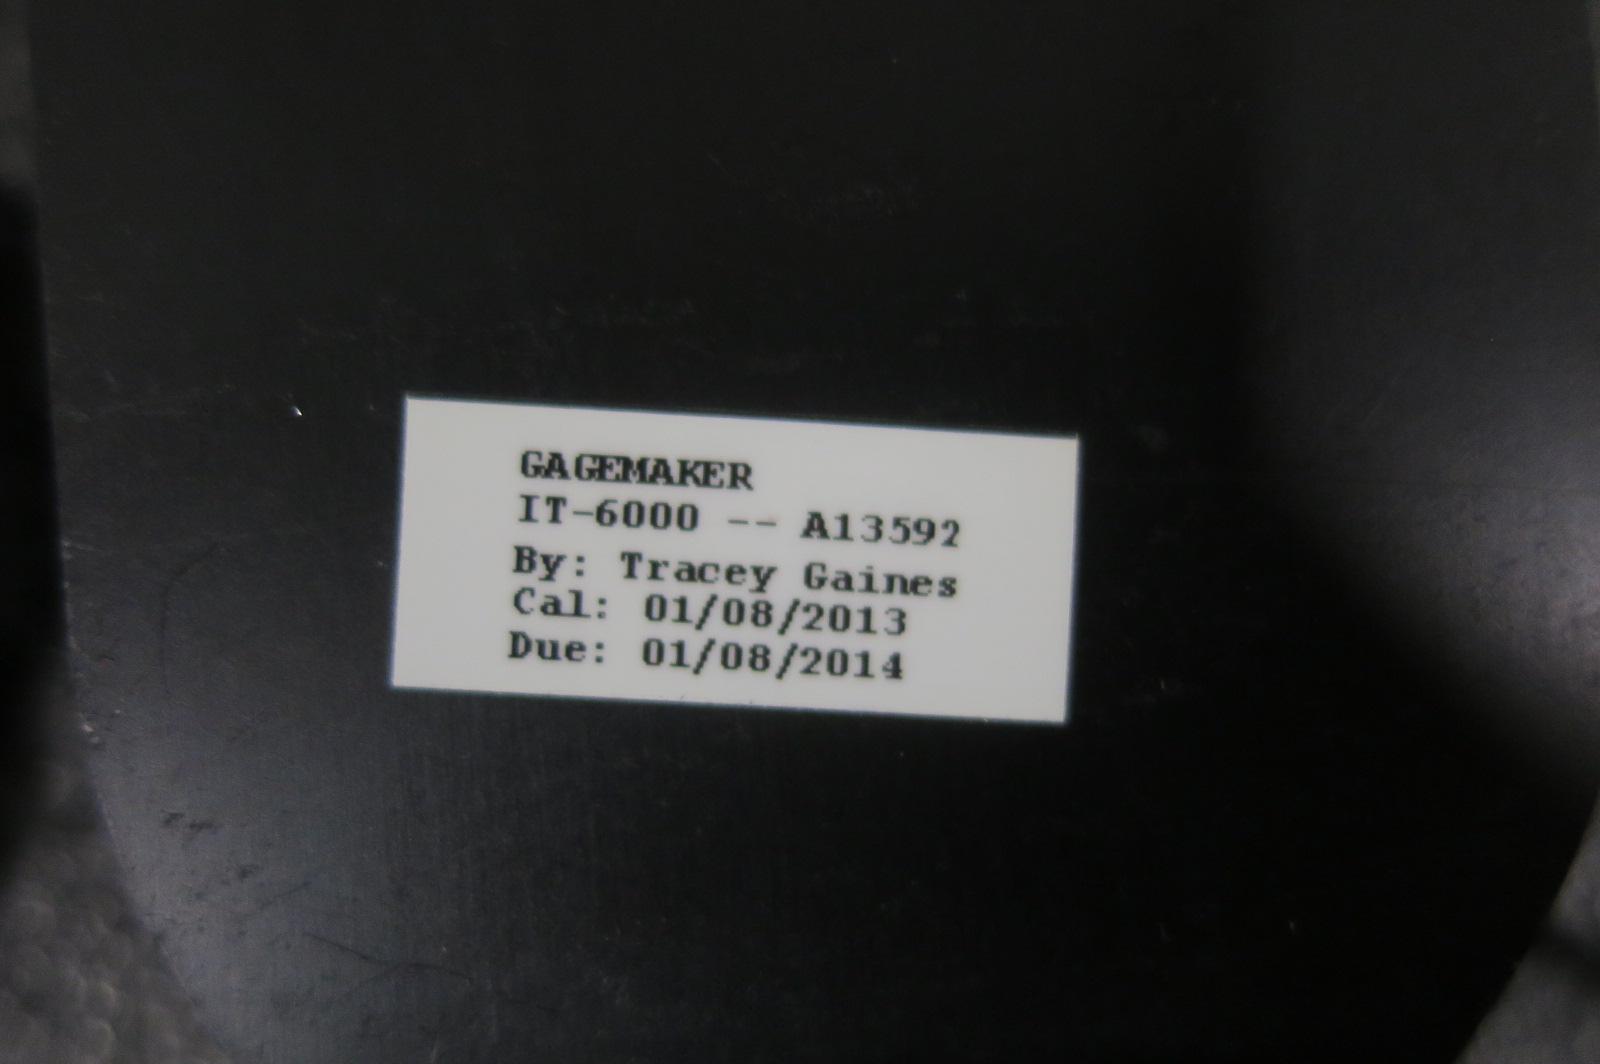 GAGEMAKER
IT-6000 -- A13592
By: Tracey Gaines
Cal: 01/08/2013
Due: 01/08/2014